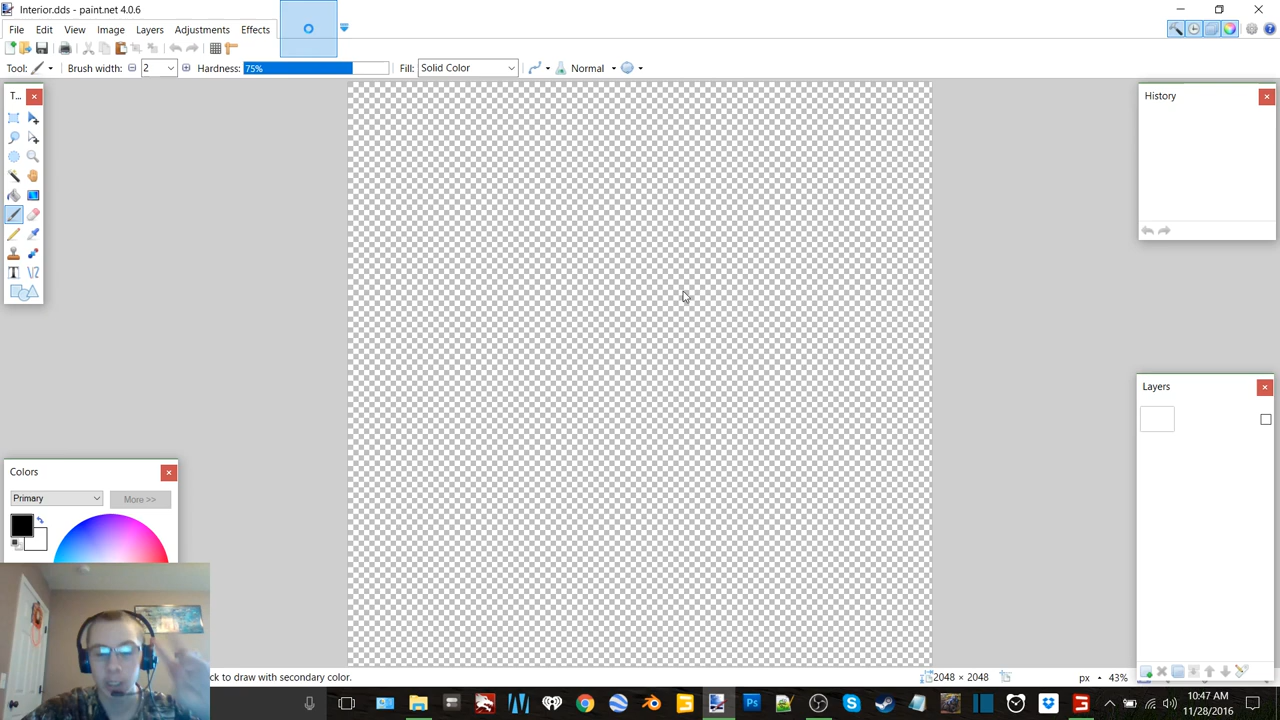 Interior.dds - paint.net 4.0.6
File Edit View Image Layers Adjustments Effects
Tool: Brush width: 2 Hardness: 75% Fill: Solid Color Normal
T...
History
Layers
Colors
Primary More >>
ck to draw with secondary color.
2048 × 2048
px 43%
10:47 AM
11/28/2016